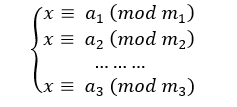 x ≡ a₁ (mod m₁)
x ≡ a₂ (mod m₂)
... ... ...
x ≡ a₃ (mod m₃)